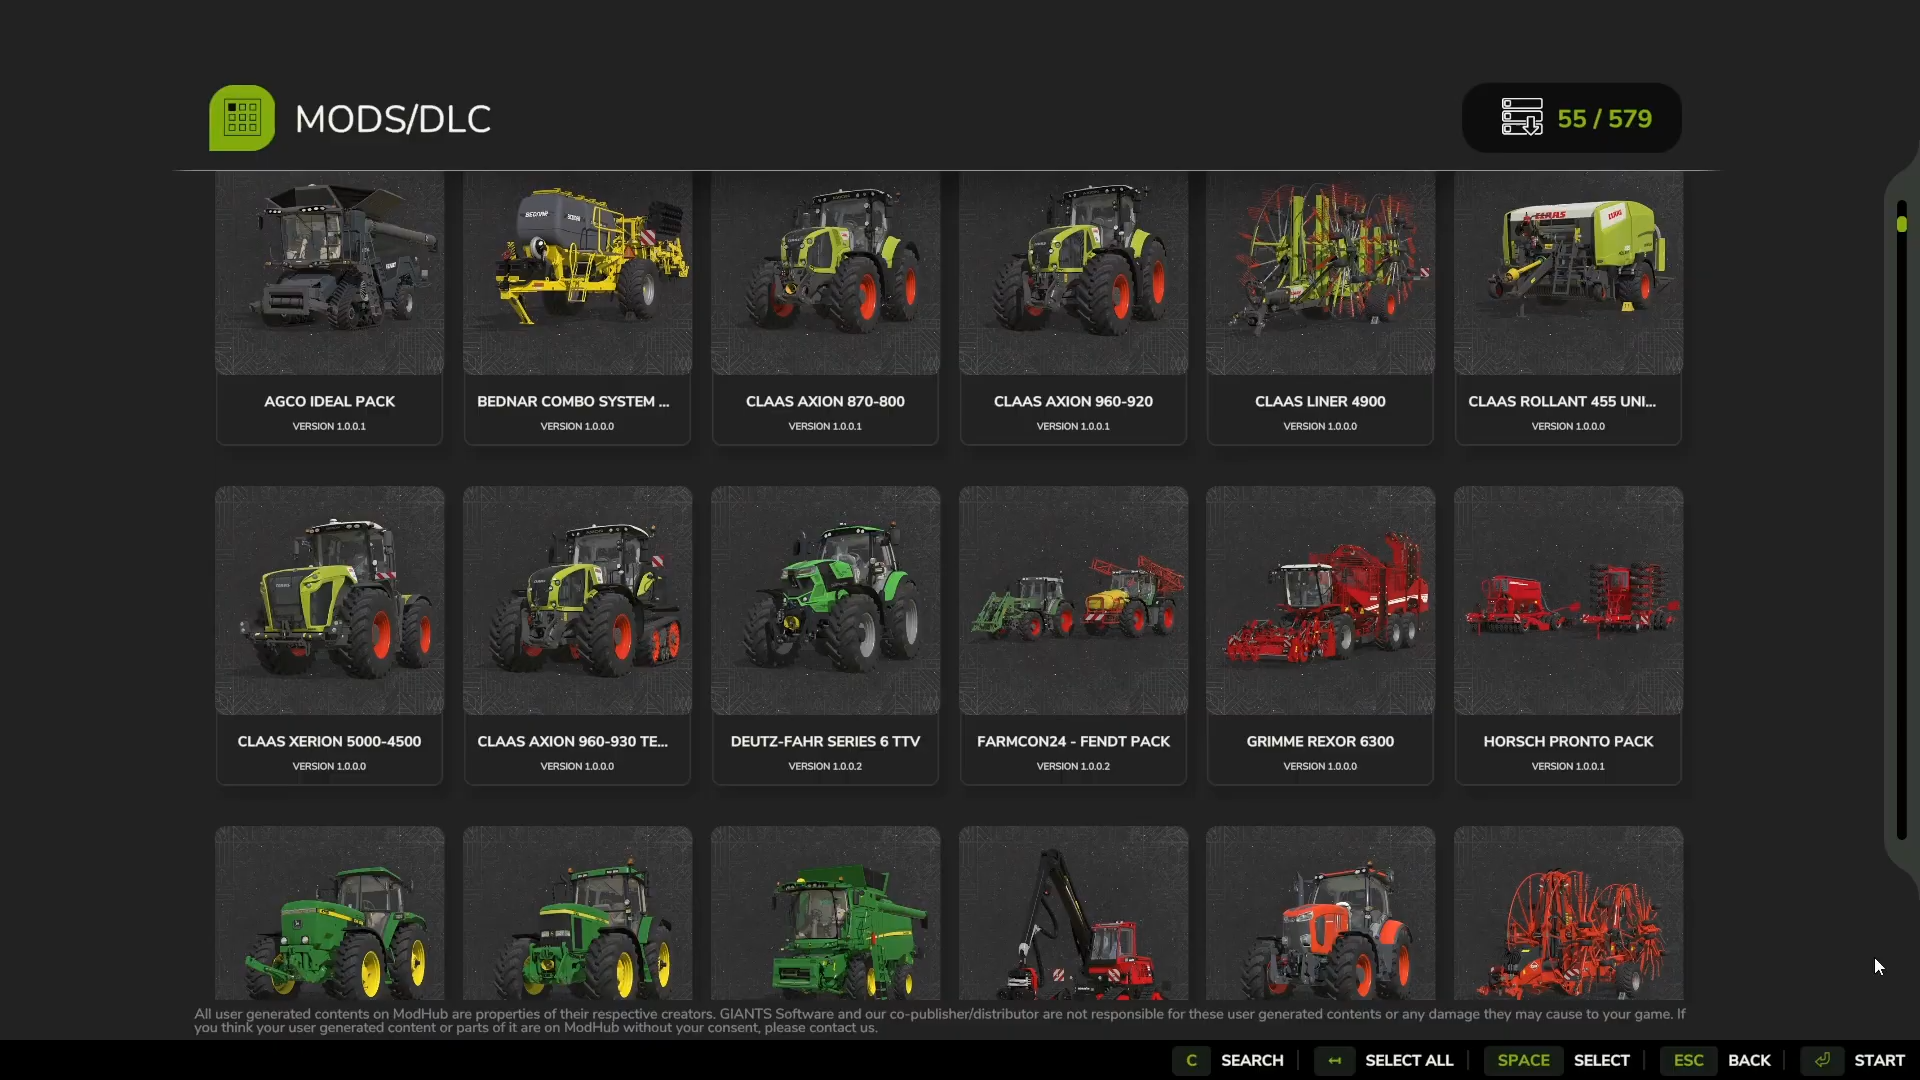 MODS/DLC
55 / 579
BEDNAR
CLAAS
CLAAS
AGCO IDEAL PACK
BEDNAR COMBO SYSTEM ...
CLAAS AXION 870-800
CLAAS AXION 960-920
CLAAS LINER 4900
CLAAS ROLLANT 455 UNI...
VERSION 1.0.0.1
VERSION 1.0.0.0
VERSION 1.0.0.1
VERSION 1.0.0.1
VERSION 1.0.0.0
VERSION 1.0.0.0
CLAAS XERION 5000-4500
CLAAS AXION 960-930 TE...
DEUTZ-FAHR SERIES 6 TTV
FARMCON24 - FENDT PACK
GRIMME REXOR 6300
HORSCH PRONTO PACK
VERSION 1.0.0.0
VERSION 1.0.0.0
VERSION 1.0.0.2
VERSION 1.0.0.2
VERSION 1.0.0.0
VERSION 1.0.0.1
All user generated contents on ModHub are properties of their respective creators. GIANTS Software and our co-publisher/distributor are not responsible for these user generated contents or any damage they may cause to your game. If
you think your user generated content or parts of it are on ModHub without your consent, please contact us.
C SEARCH SELECT ALL SPACE SELECT ESC BACK START